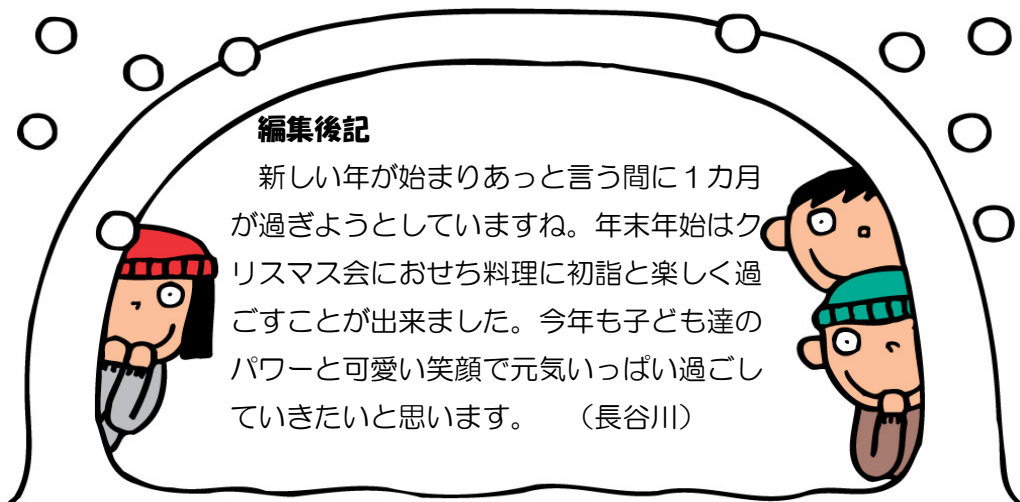 編集後記
　新しい年が始まりあっと言う間に１カ月
が過ぎようとしていますね。年末年始はク
リスマス会におせち料理に初詣と楽しく過
ごすことが出来ました。今年も子ども達の
パワーと可愛い笑顔で元気いっぱい過ごし
ていきたいと思います。　（長谷川）